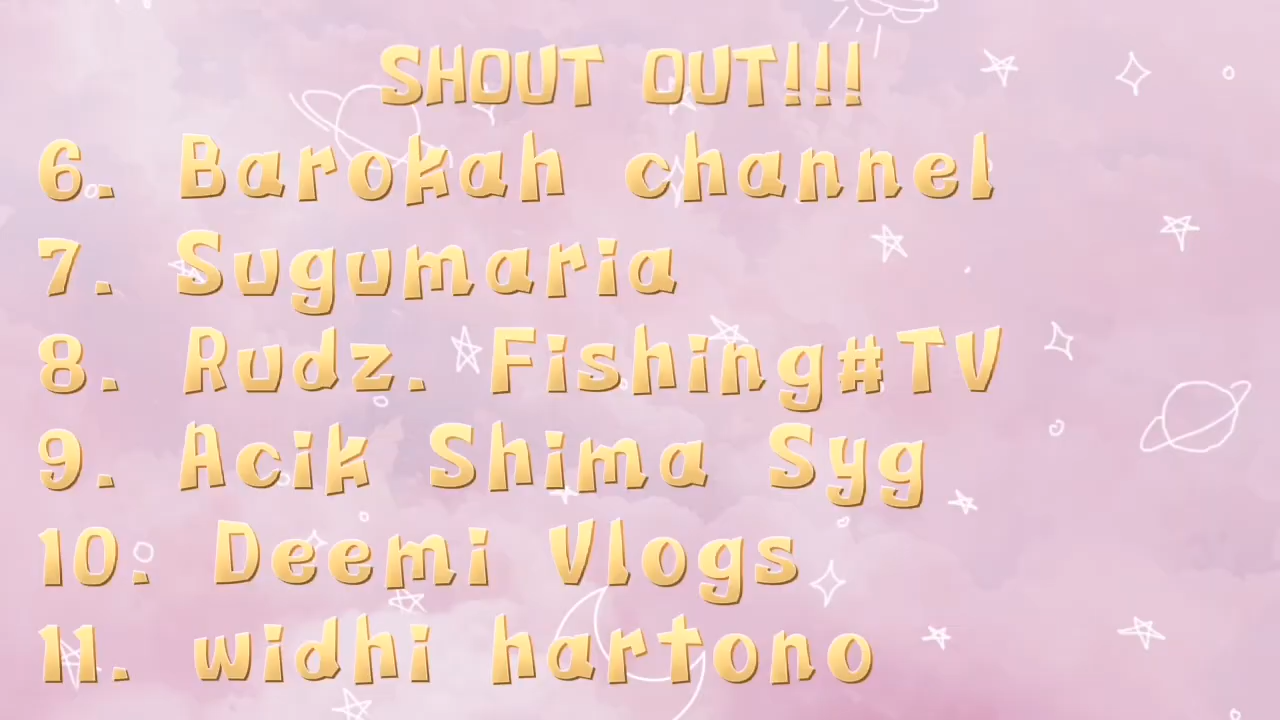 SHOUT OUT!!!
6. Barokah channel
7. Sugumaria
8. Rudz. Fishing#TV
9. Acik Shima Syg
10. Deemi Vlogs
11. widhi hartono